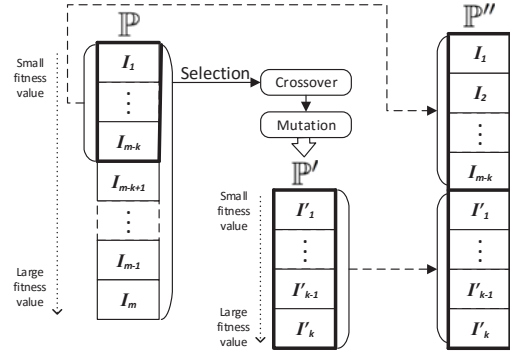 ℙ
Small
fitness
value
I1
⋮
Im-k
Im-k+1
⋮
Im-1
Im
Large
fitness
value
Selection
Crossover
Mutation
ℙ′
Small
fitness
value
I'1
⋮
I'k-1
I'k
Large
fitness
value
ℙ″
I1
I2
⋮
Im-k
I'1
⋮
I'k-1
I'k